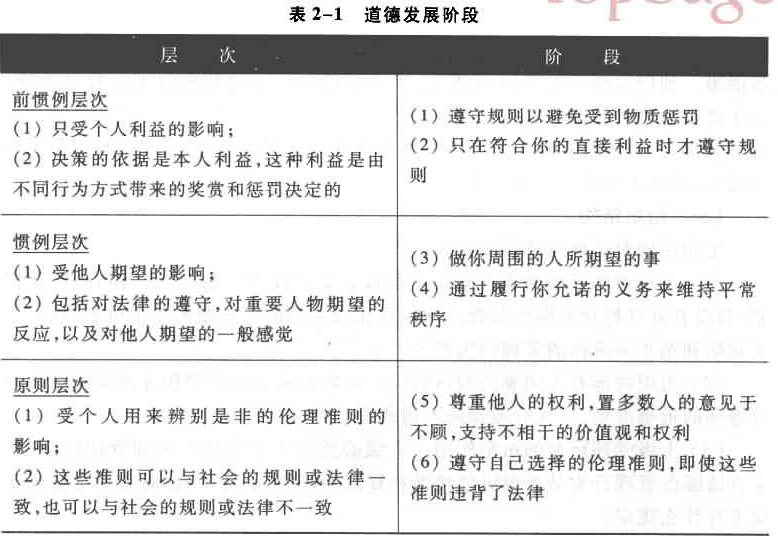 TopSage
表 2-1 道德发展阶段
层 次
阶 段
前惯例层次
(1) 只受个人利益的影响;
(2) 决策的依据是本人利益,这种利益是由
不同行为方式带来的奖赏和惩罚决定的
(1) 遵守规则以避免受到物质惩罚
(2) 只在符合你的直接利益时才遵守规
则
惯例层次
(1) 受他人期望的影响;
(2) 包括对法律的遵守,对重要人物期望的
反应,以及对他人期望的一般感觉
(3) 做你周围的人所期望的事
(4) 通过履行你允诺的义务来维持平常
秩序
原则层次
(1) 受个人用来辨别是非的伦理准则的
影响;
(2) 这些准则可以与社会的规则或法律一
致,也可以与社会的规则或法律不一致
(5) 尊重他人的权利,置多数人的意见于
不顾,支持不相干的价值观和权利
(6) 遵守自己选择的伦理准则,即使这些
准则违背了法律